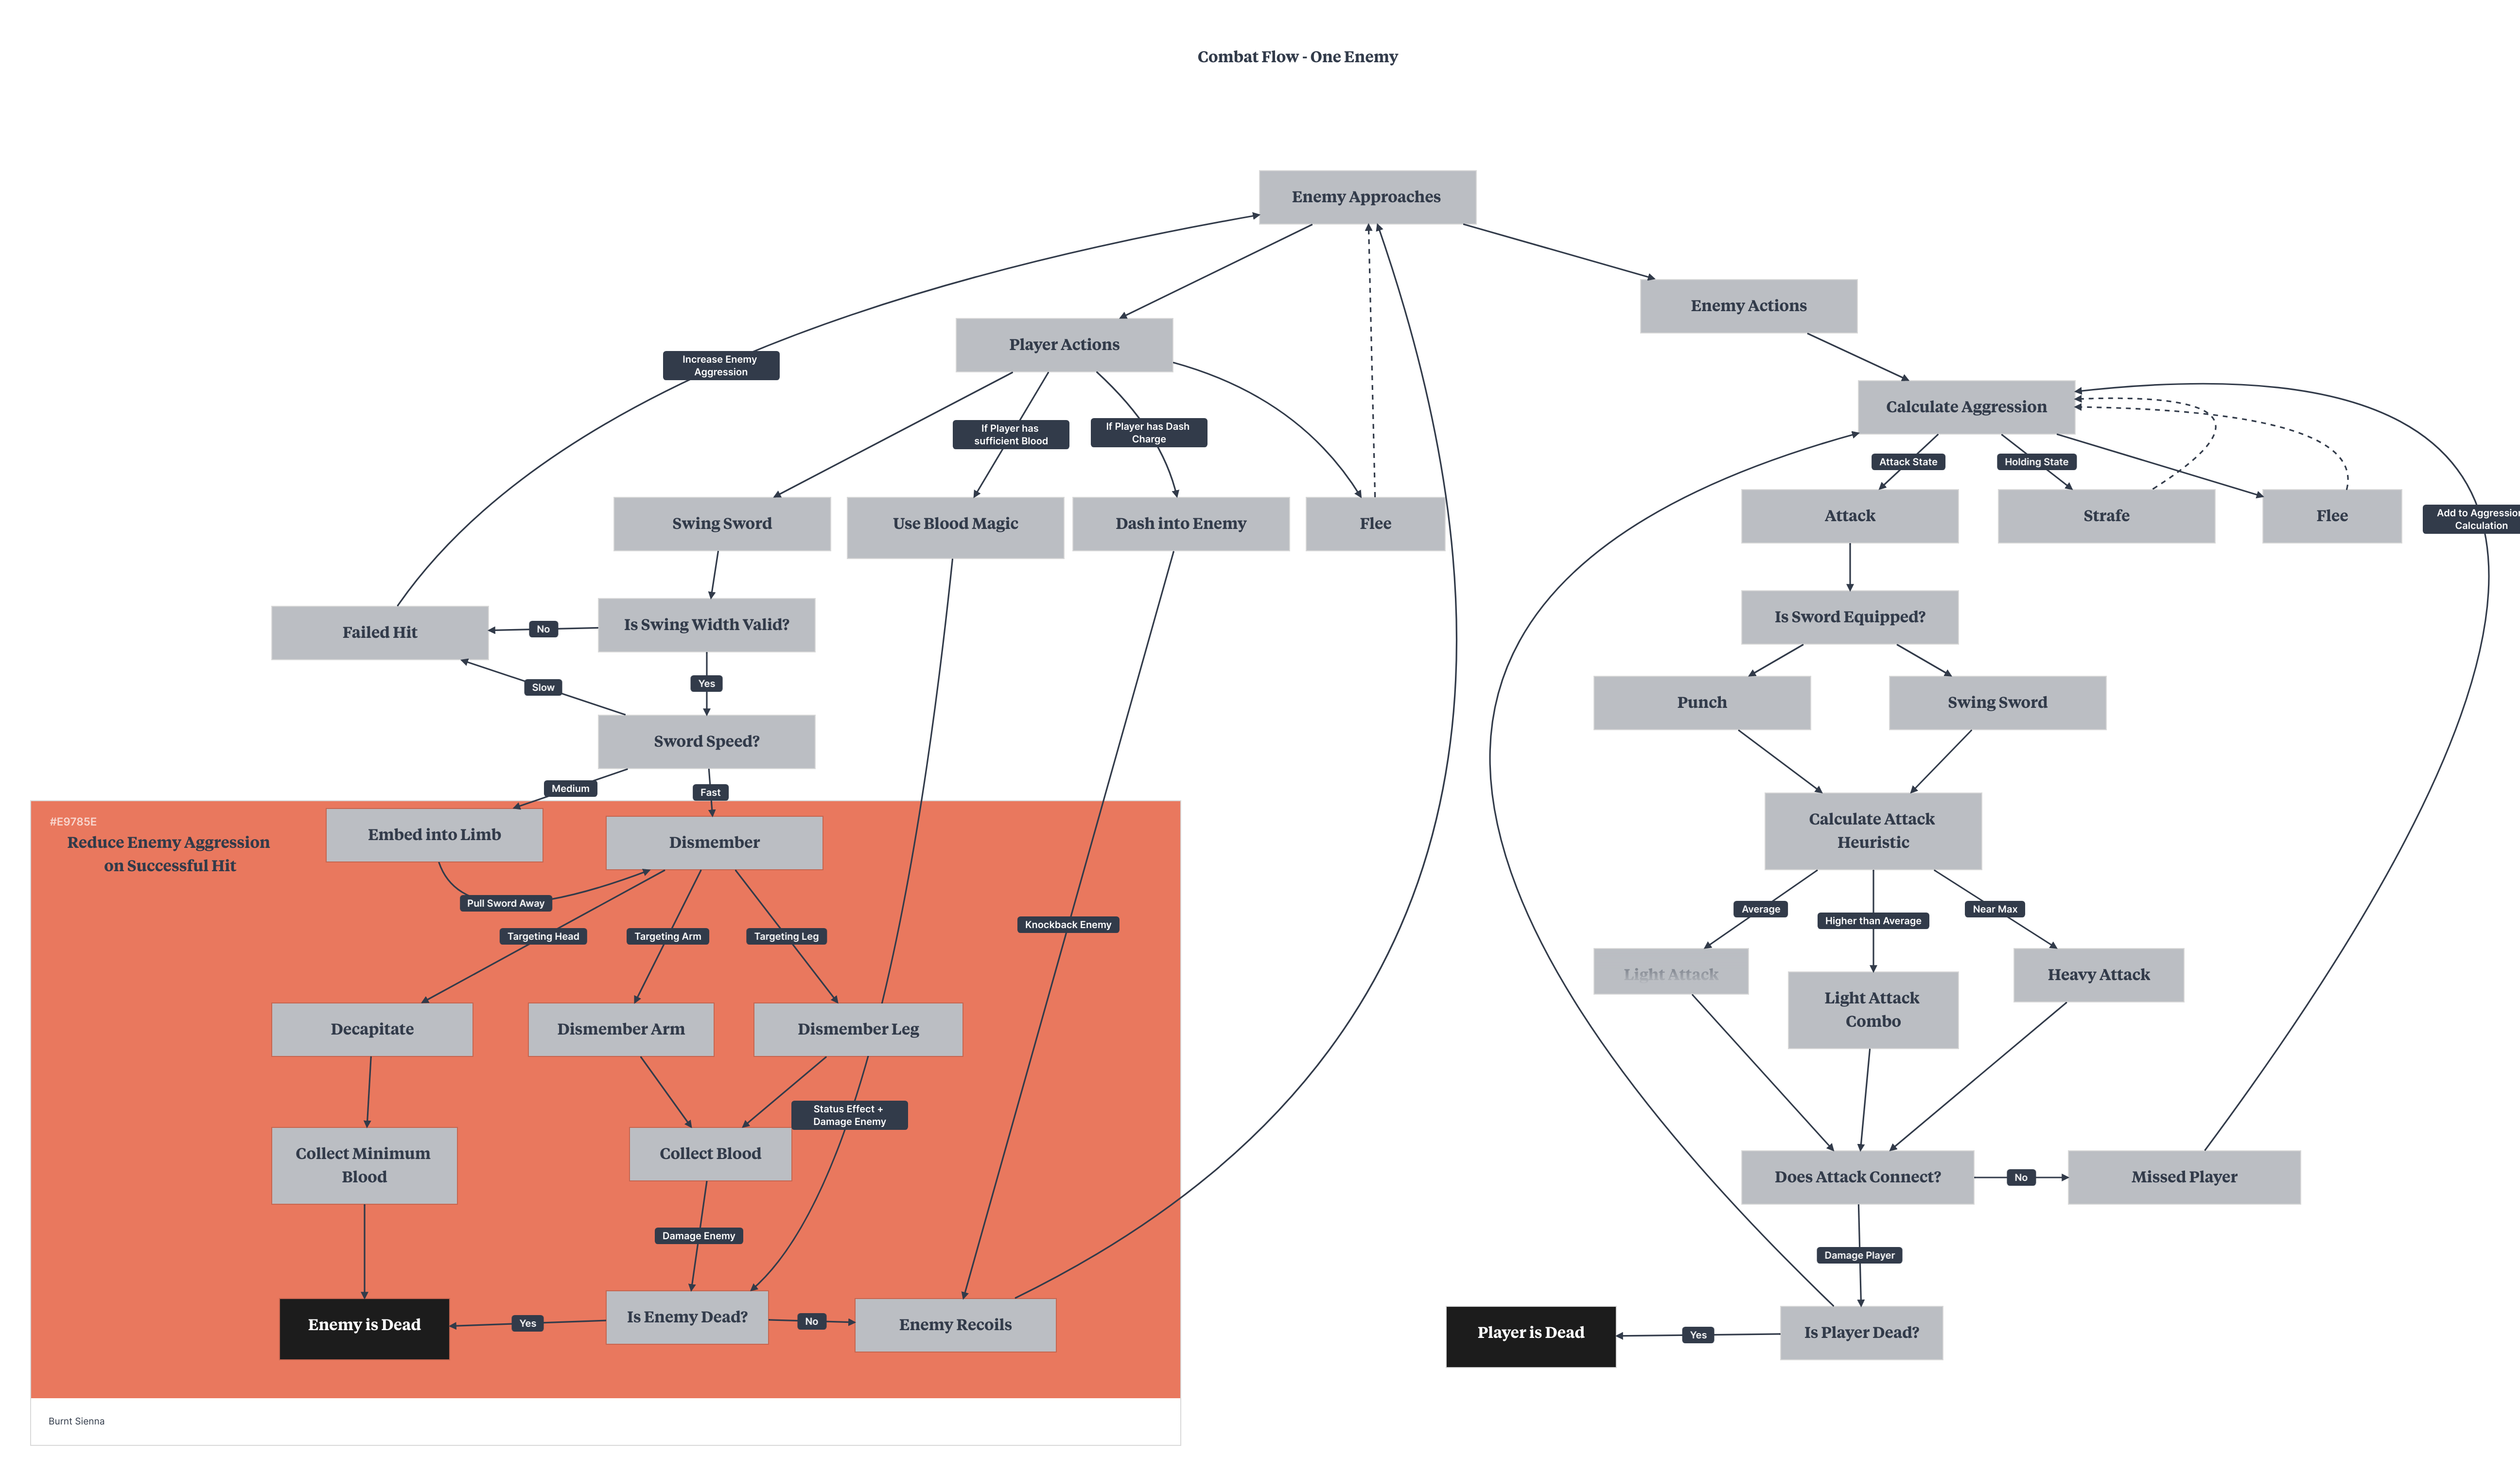 Combat Flow - One Enemy
Enemy Approaches
Enemy Actions
Player Actions
Increase Enemy
Aggression
Calculate Aggression
If Player has
sufficient Blood
If Player has Dash
Charge
Attack State
Holding State
Swing Sword
Use Blood Magic
Dash into Enemy
Flee
Attack
Strafe
Flee
Add to Aggression
Calculation
Failed Hit
No
Is Swing Width Valid?
Is Sword Equipped?
Slow
Yes
Punch
Swing Sword
Sword Speed?
Medium
Fast
#E9785E
Reduce Enemy Aggression
on Successful Hit
Embed into Limb
Dismember
Calculate Attack
Heuristic
Pull Sword Away
Targeting Head
Targeting Arm
Targeting Leg
Knockback Enemy
Average
Higher than Average
Near Max
Light Attack
Light Attack
Combo
Heavy Attack
Decapitate
Dismember Arm
Dismember Leg
Status Effect +
Damage Enemy
Collect Minimum
Blood
Collect Blood
Does Attack Connect?
No
Missed Player
Damage Enemy
Damage Player
Enemy is Dead
Yes
Is Enemy Dead?
No
Enemy Recoils
Player is Dead
Yes
Is Player Dead?
Burnt Sienna